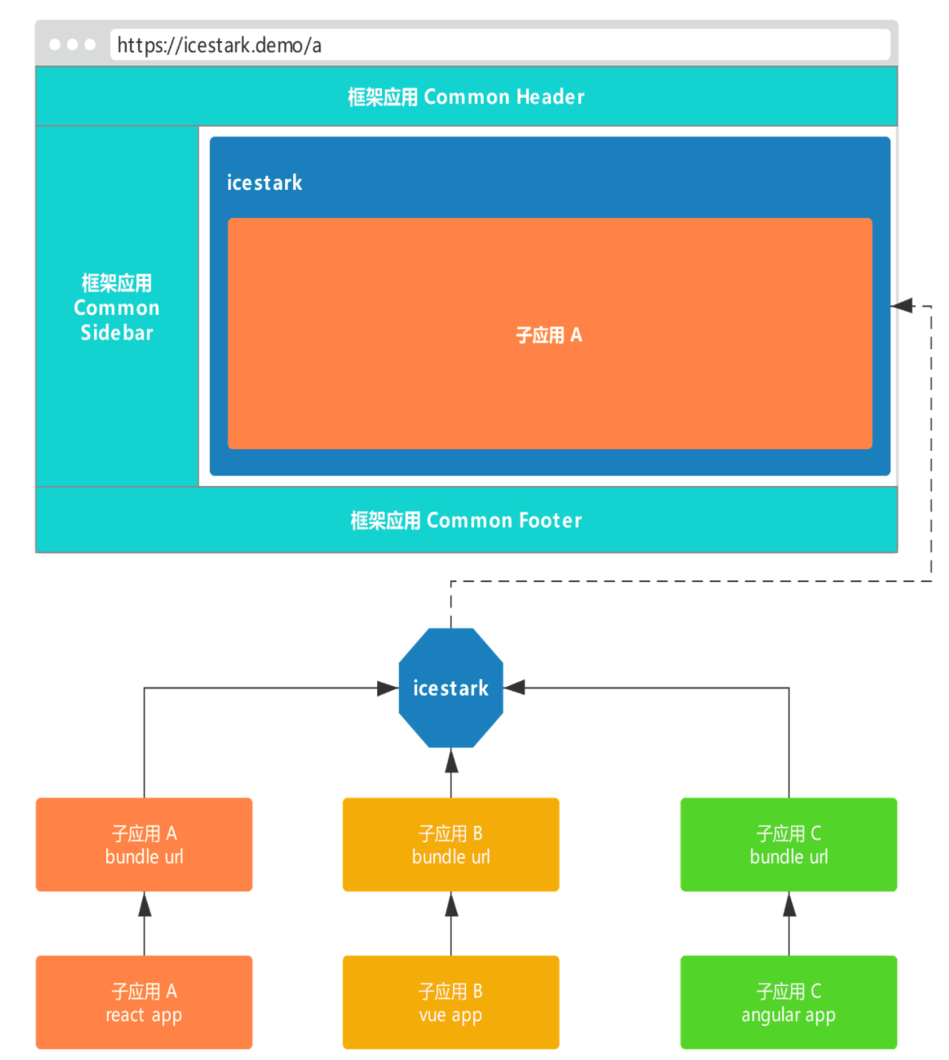 https://icestark.demo/a
框架应用 Common Header
框架应用
Common
Sidebar
icestark
子应用 A
框架应用 Common Footer
icestark
子应用 A
bundle url
子应用 B
bundle url
子应用 C
bundle url
子应用 A
react app
子应用 B
vue app
子应用 C
angular app